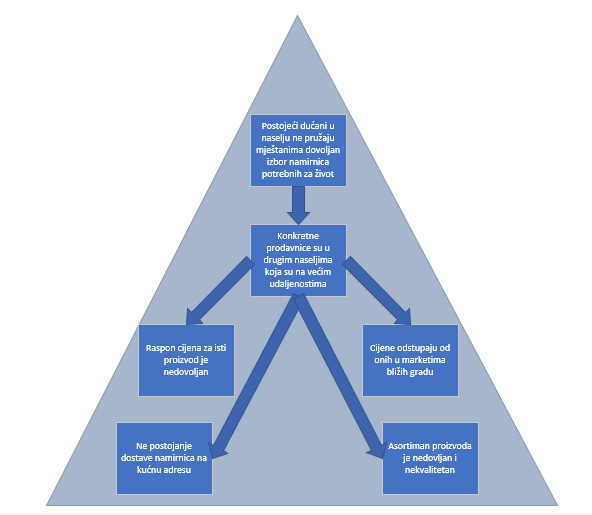 Postojeći dućani u
naselju ne pružaju
mještanima dovoljan
izbor namirnica
potrebnih za život
Konkretne
prodavnice su u
drugim naseljima
koja su na većim
udaljenostima
Raspon cijena za isti
proizvod je
nedovoljan
Cijene odstupaju od
onih u marketima
bližih gradu
Ne postojanje
dostave namirnica na
kućnu adresu
Asortiman proizvoda
je nedovljan i
nekvalitetan